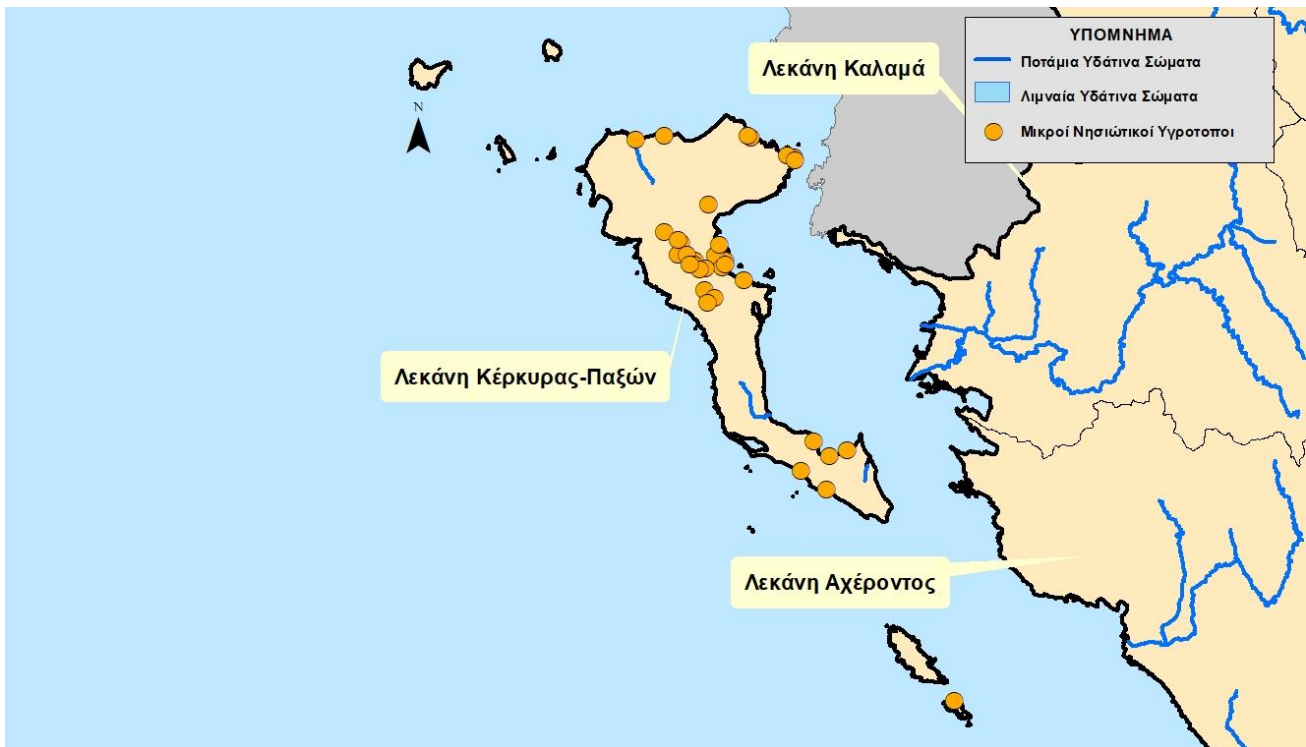 ΥΠΟΜΝΗΜΑ
Ποτάμια Υδάτινα Σώματα
Λιμναία Υδάτινα Σώματα
Μικροί Νησιώτικοί Υγροτοποι
Λεκάνη Καλαμά
N
Λεκάνη Κέρκυρας-Παξών
Λεκάνη Αχέροντος